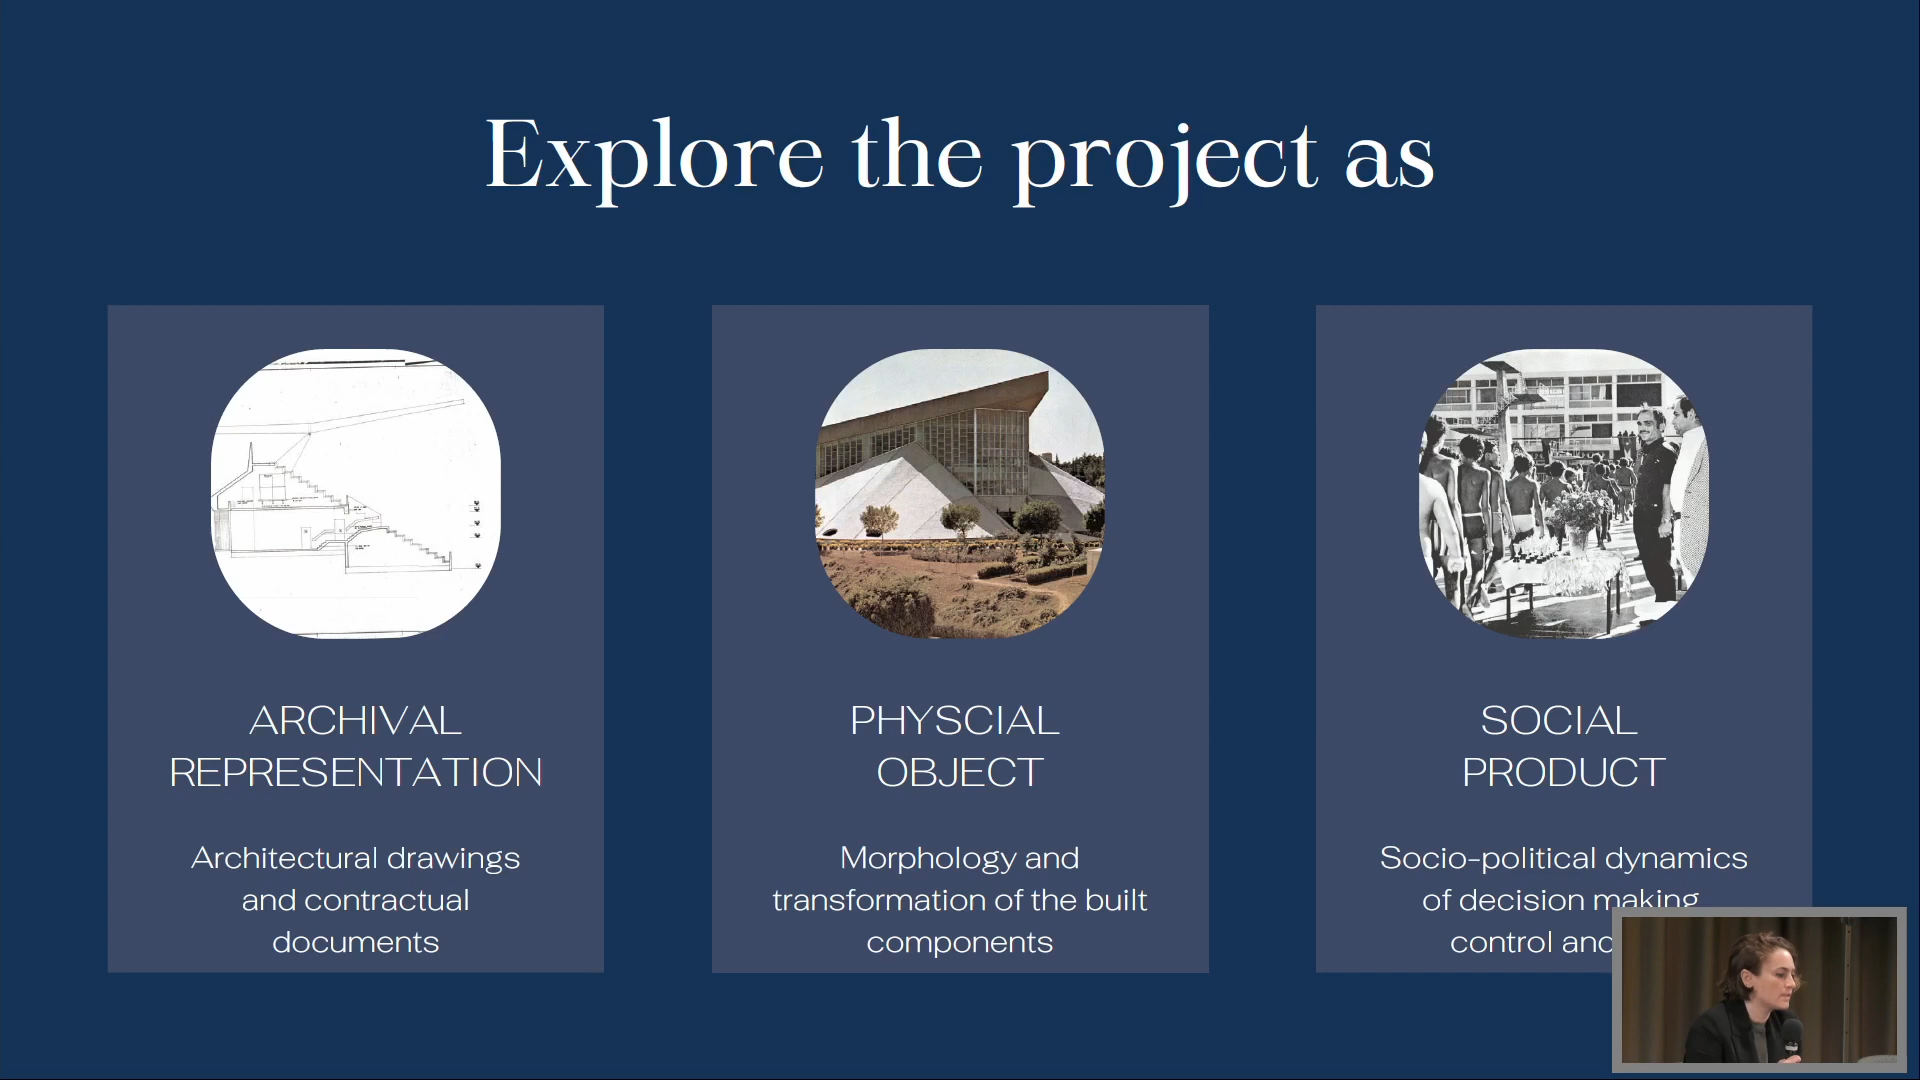 Explore the project as
ARCHIVAL
REPRESENTATION
Architectural drawings
and contractual
documents
PHYSCIAL
OBJECT
Morphology and
transformation of the built
components
SOCIAL
PRODUCT
Socio-political dynamics
of decision making
control and